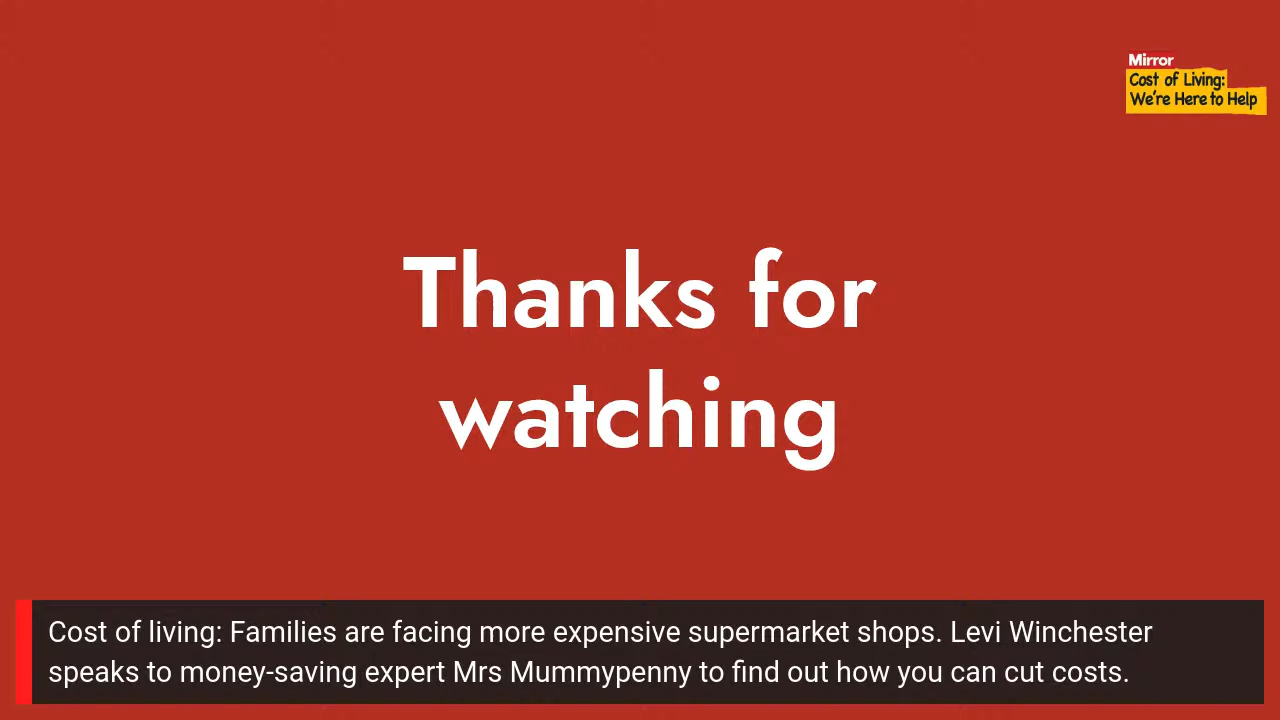 Mirror
Cost of Living:
We're Here to Help
Thanks for
watching
Cost of living: Families are facing more expensive supermarket shops. Levi Winchester
speaks to money-saving expert Mrs Mummypenny to find out how you can cut costs.